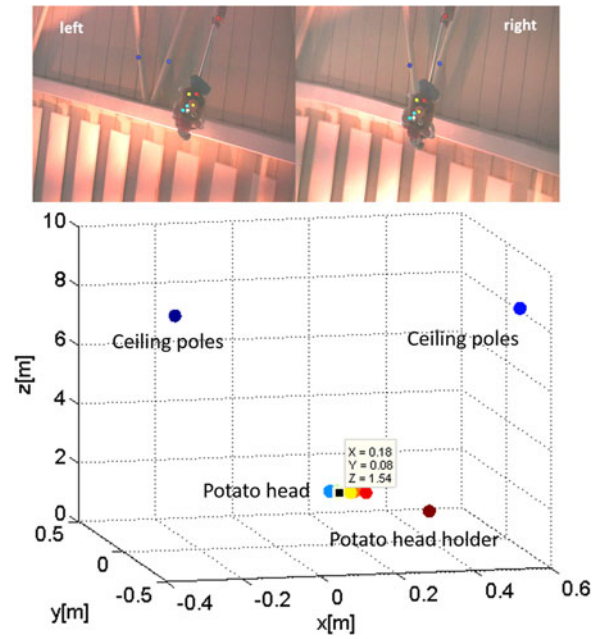 left
right
10
8
6
4
2
0
z[m]
Ceiling poles
Ceiling poles
X = 0.18
Y = 0.08
Z = 1.54
Potato head
Potato head holder
0.5
0
-0.5
y[m]
-0.4
-0.2
0
0.2
0.4
0.6
x[m]